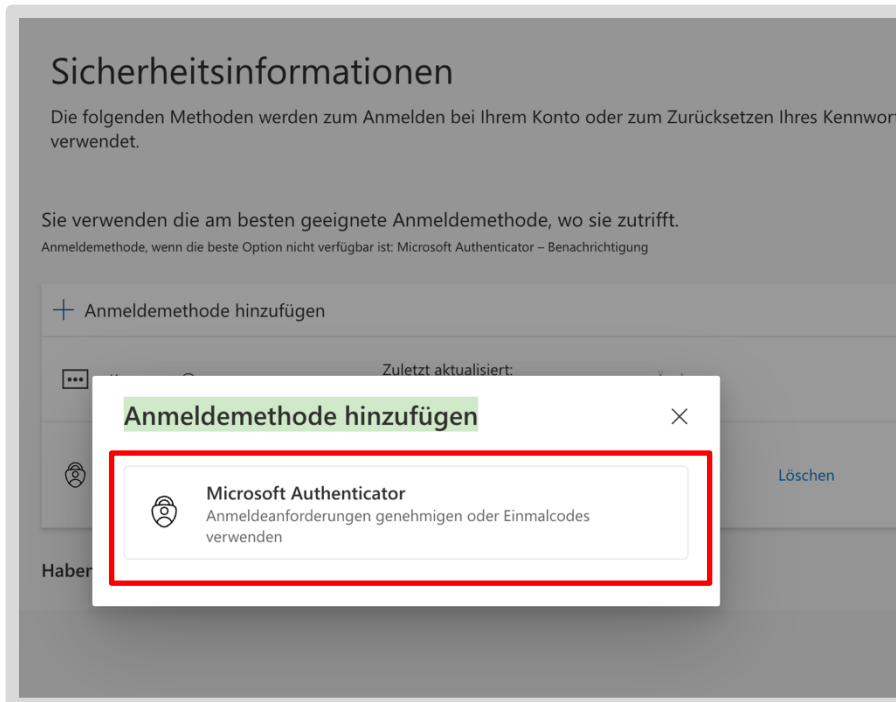 Sicherheitsinformationen
Die folgenden Methoden werden zum Anmelden bei Ihrem Konto oder zum Zurücksetzen Ihres
verwendet.
Sie verwenden die am besten geeignete Anmeldemethode, wo sie zutrifft.
Anmeldemethode, wenn die beste Option nicht verfügbar ist: Microsoft Authenticator – Benachrichtigung
+ Anmeldemethode hinzufügen
Zuletzt aktualisiert:
Anmeldemethode hinzufügen
Microsoft Authenticator
Anmeldeanforderungen genehmigen oder Einmalcodes
verwenden
Löschen